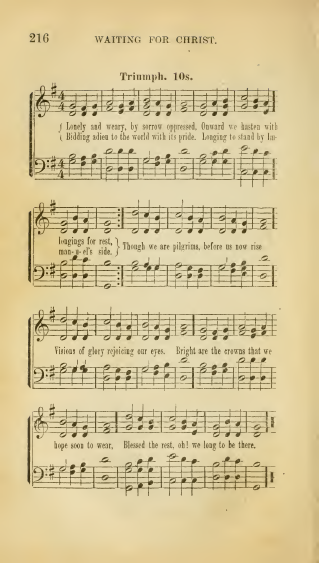 216 WAITING FOR CHRIST.
Triumph. 10s.
Lonely and weary, by sorrow oppressed, Onward we hasten with
Bidding adieu to the world with its pride. Longing to stand by Im-
longings for rest,
man-u-el's side.
Though we are pilgrims, before us now rise
Visions of glory rejoicing our eyes. Bright are the crowns that we
hope soon to wear, Blessed the rest, oh! we long to be there.